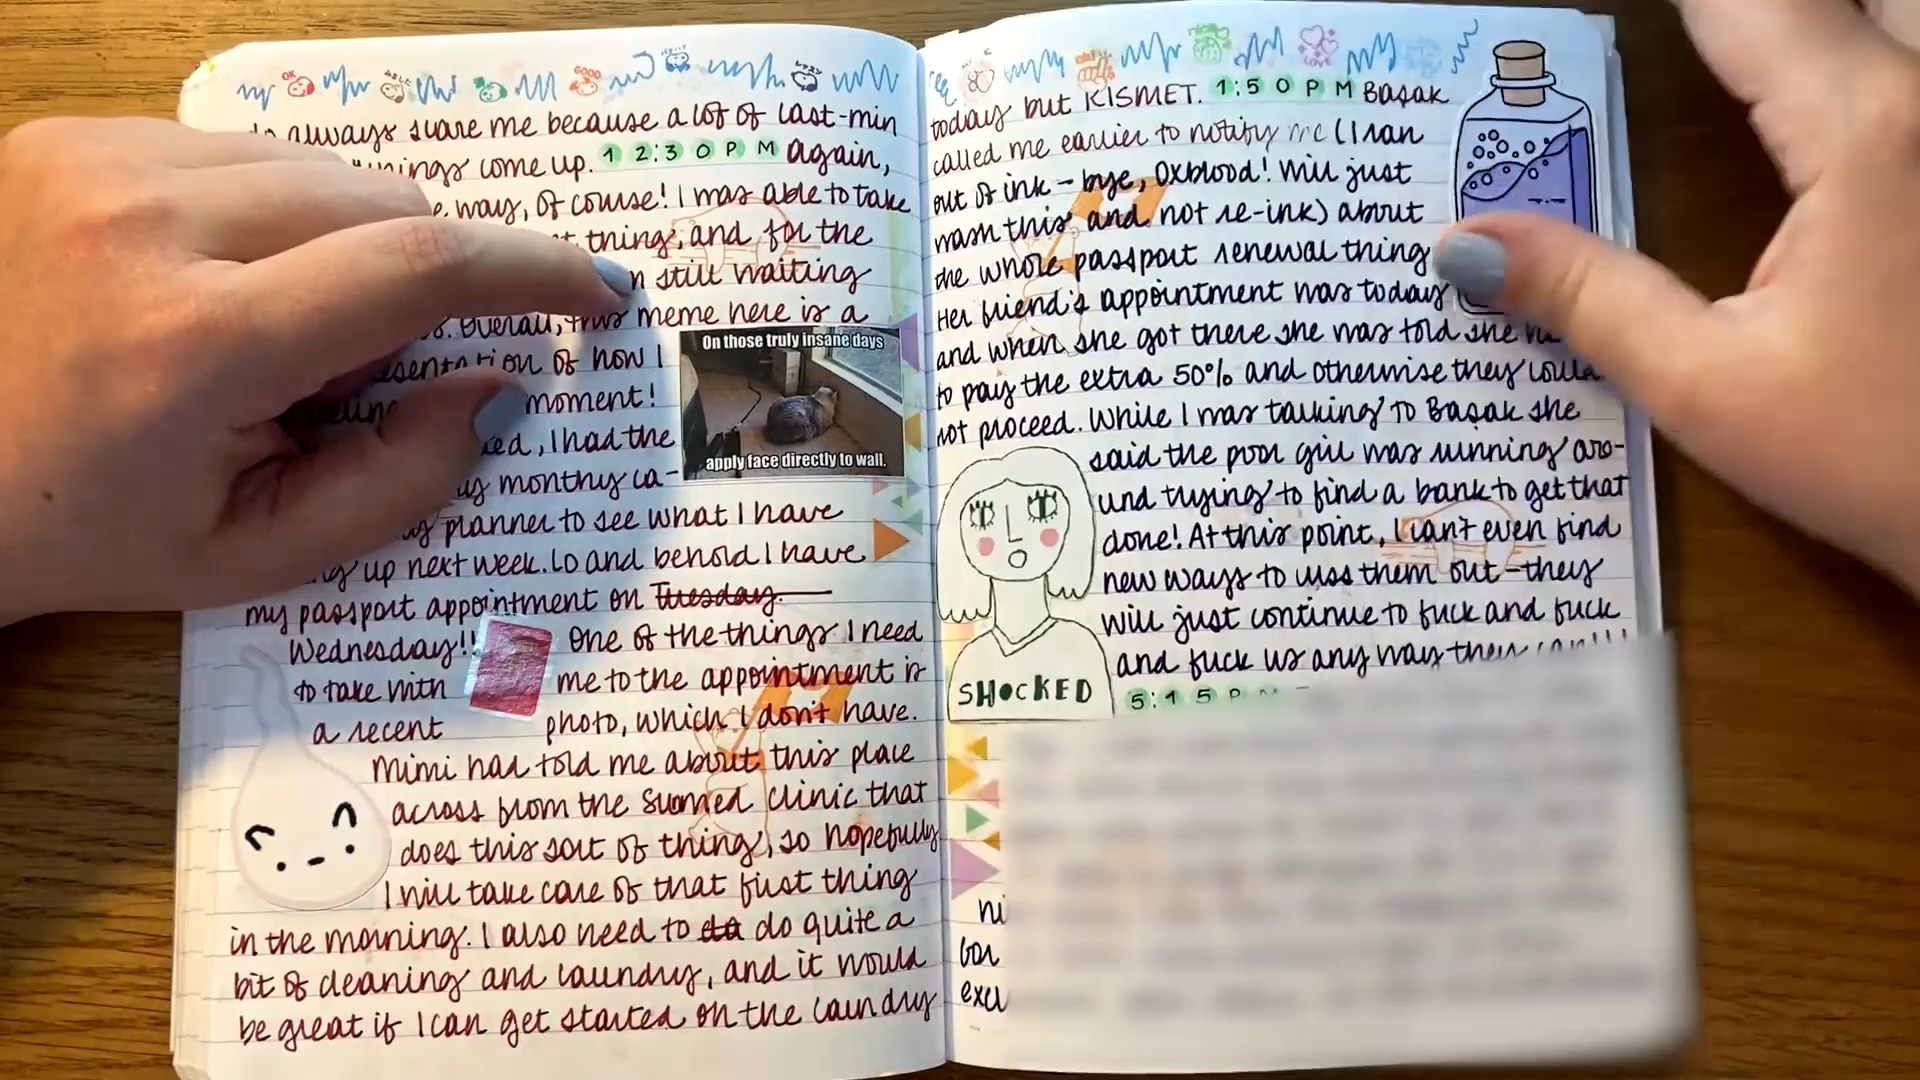 OK
GOOD
always scare me because a lot of last-min
things come up. 12:30PM Again,
way, of course! I was able to take
thing, and for the
still waiting
Overall, this meme here is a
of how I
moment!
I had the
monthly ca-
On those truly insane days
apply face directly to wall.
planner to see what I have
up next week. Lo and behold I have
my passport appointment on Tuesday.
Wednesday!! One of the things I need
to take with me to the appointment is
a recent photo, which I don't have.
Mimi had told me about this place
across from the Sunmed Clinic that
does this sort of thing, so hopefully
I will take care of that first thing
in the morning. I also need to do quite a
bit of cleaning and laundry, and it would
be great if I can get started on the laundry
LOVE
today but KISMET. 1:50PM Başak
called me earlier to notify me (I ran
out of ink - bye, Oxblood! Will just
wash this and not re-ink) about
the whole passport renewal thing
Her friend's appointment was today
and when she got there she was told she
to pay the extra 50% and otherwise they could
not proceed. While I was talking to Başak she
said the poor girl was running aro-
und trying to find a bank to get that
done! At this point, I can't even find
new ways to cuss them out - they
will just continue to fuck and fuck
and fuck us any way they can!!!
SHOCKED
5:15P
ni
excl